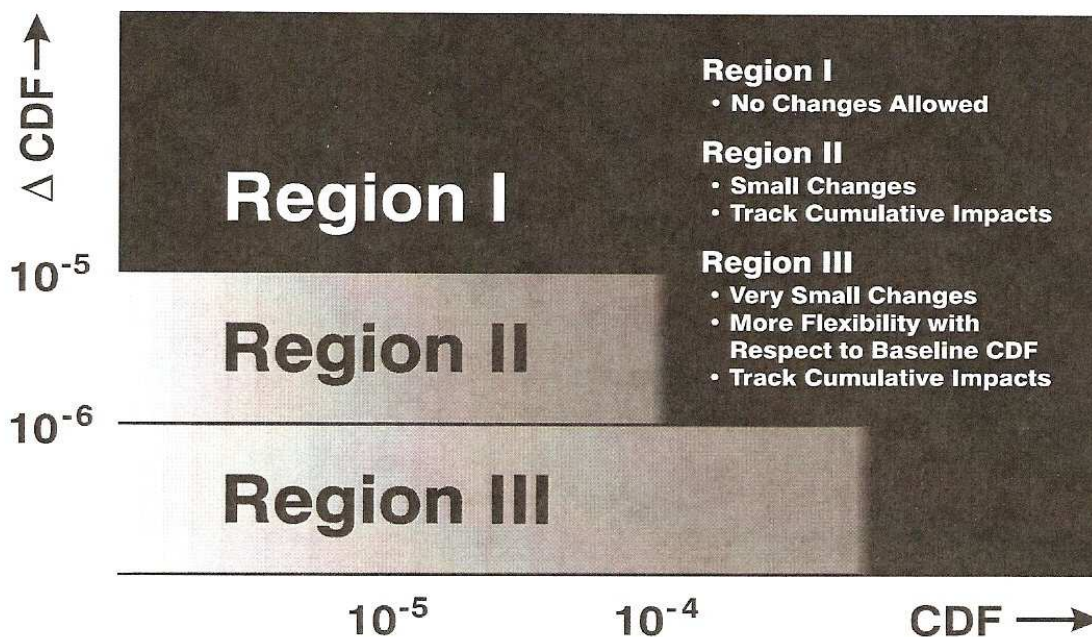 Δ CDF →
Region I
• No Changes Allowed
Region II
• Small Changes
• Track Cumulative Impacts
Region III
• Very Small Changes
• More Flexibility with
Respect to Baseline CDF
• Track Cumulative Impacts
Region I
10⁻⁵
Region II
10⁻⁶
Region III
10⁻⁵ 10⁻⁴ CDF →